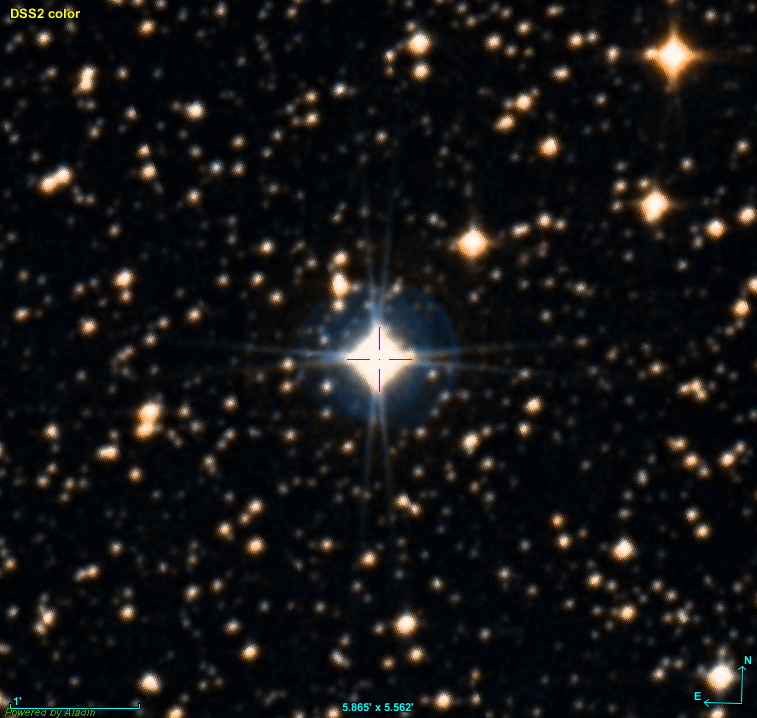 DSS2 color
N
E
1'
5.865' x 5.562'
Powered by Aladin